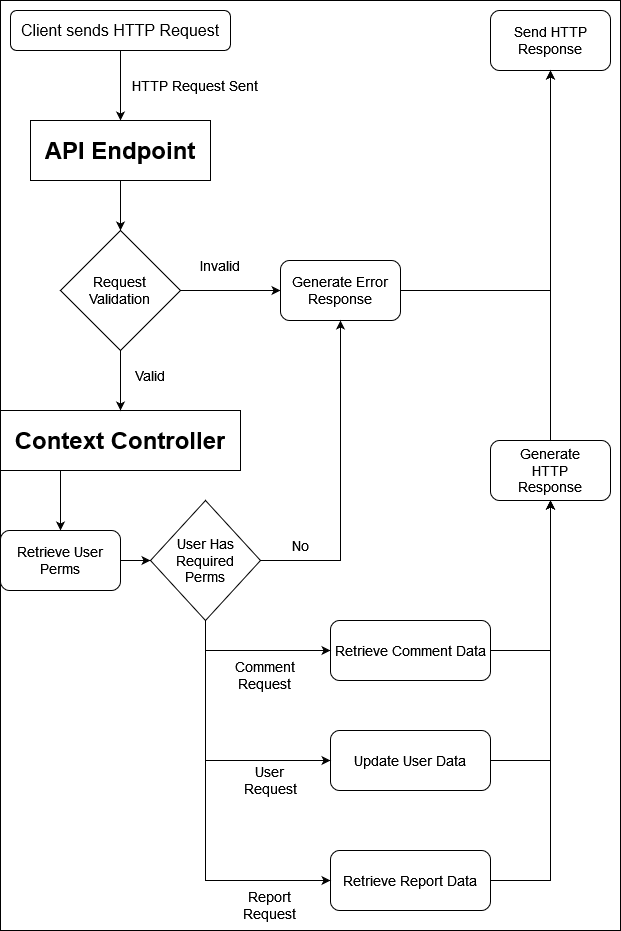 Client sends HTTP Request
Send HTTP
Response
HTTP Request Sent
API Endpoint
Request
Validation
Invalid
Generate Error
Response
Valid
Context Controller
Generate
HTTP
Response
Retrieve User
Perms
User Has
Required
Perms
No
Retrieve Comment Data
Comment
Request
Update User Data
User
Request
Retrieve Report Data
Report
Request